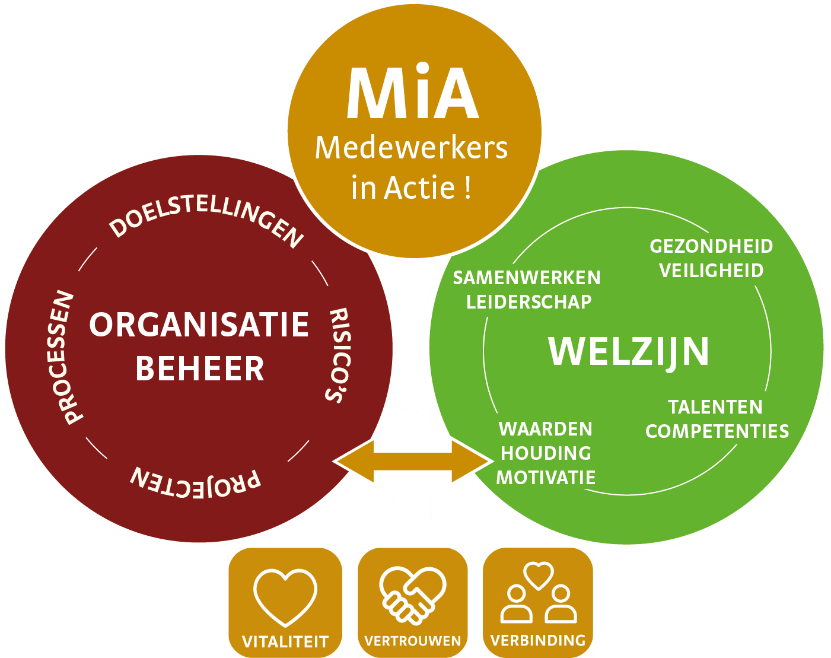 MiA
Medewerkers
in Actie !
DOELSTELLINGEN
PROCESSEN
ORGANISATIE
BEHEER
RISICO'S
PROJECTEN
GEZONDHEID
VEILIGHEID
SAMENWERKEN
LEIDERSCHAP
WELZIJN
TALENTEN
COMPETENTIES
WAARDEN
HOUDING
MOTIVATIE
VITALITEIT
VERTROUWEN
VERBINDING